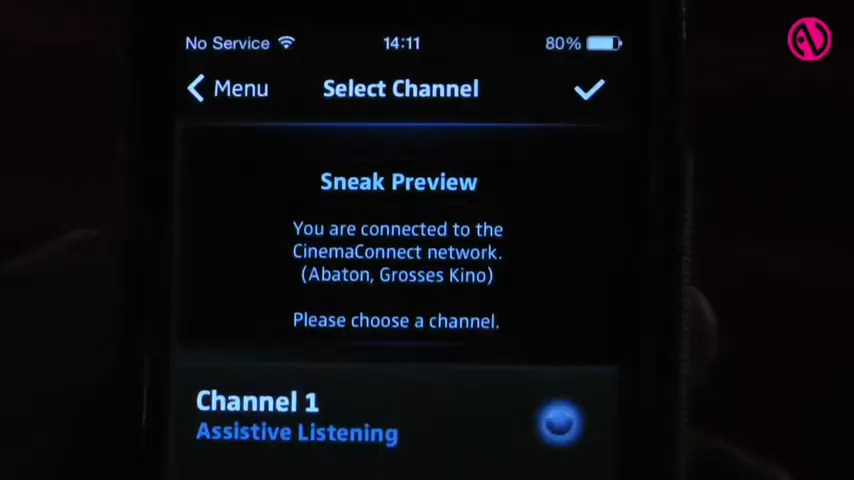 No Service 14:11 80%
Menu Select Channel
Sneak Preview
You are connected to the
CinemaConnect network.
(Abaton, Grosses Kino)
Please choose a channel.
Channel 1
Assistive Listening